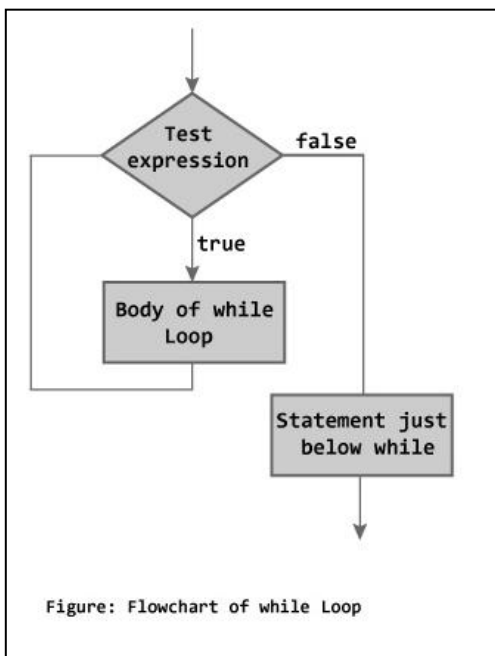 Test
expression
false
true
Body of while
Loop
Statement just
below while
Figure: Flowchart of while Loop